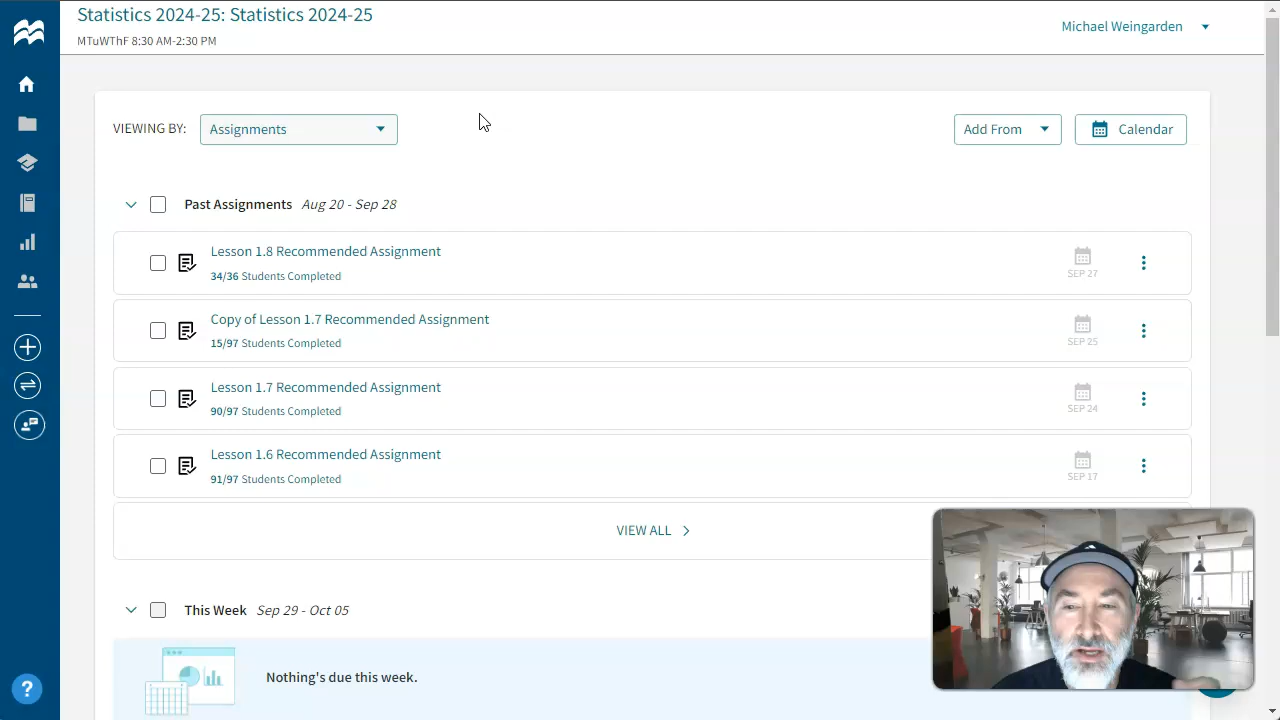 Statistics 2024-25: Statistics 2024-25
MTuWThF 8:30 AM-2:30 PM
Michael Weingarden
VIEWING BY:
Assignments
Add From
Calendar
Past Assignments Aug 20 - Sep 28
Lesson 1.8 Recommended Assignment
34/36 Students Completed
SEP 27
Copy of Lesson 1.7 Recommended Assignment
15/97 Students Completed
SEP 25
Lesson 1.7 Recommended Assignment
90/97 Students Completed
SEP 24
Lesson 1.6 Recommended Assignment
91/97 Students Completed
SEP 17
VIEW ALL
This Week Sep 29 - Oct 05
Nothing's due this week.
?